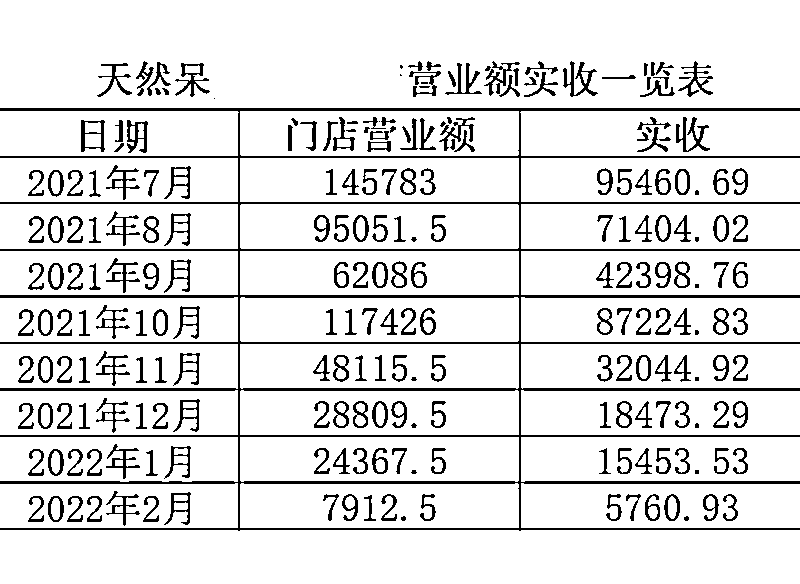 天然呆 营业额实收一览表
日期 门店营业额 实收
2021年7月 145783 95460.69
2021年8月 95051.5 71404.02
2021年9月 62086 42398.76
2021年10月 117426 87224.83
2021年11月 48115.5 32044.92
2021年12月 28809.5 18473.29
2022年1月 24367.5 15453.53
2022年2月 7912.5 5760.93